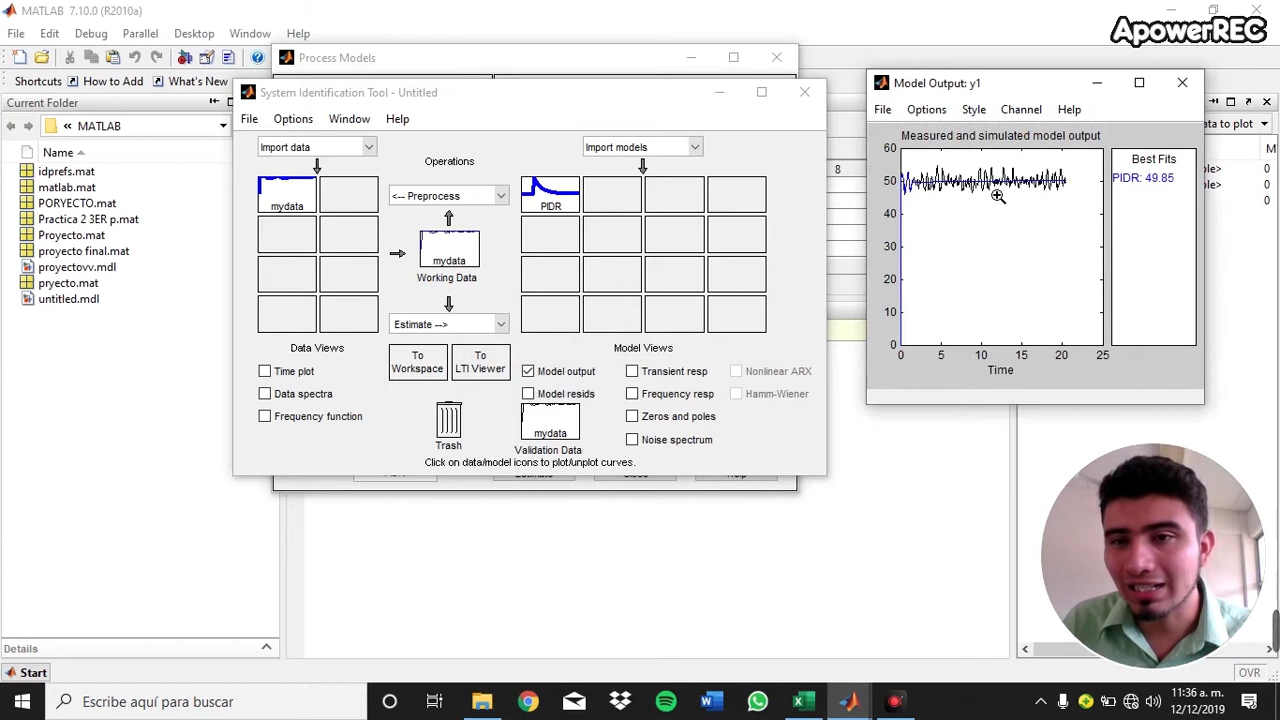 MATLAB 7.10.0 (R2010a)
ApowerREC
File Edit Debug Parallel Desktop Window Help
Shortcuts How to Add What's New
Current Folder
MATLAB
Name
idprefs.mat
matlab.mat
PORYECTO.mat
Practica 2 3ER p.mat
Proyecto.mat
proyecto final.mat
proyectovv.mdl
pryecto.mat
untitled.mdl
Details
Start
Process Models
System Identification Tool - Untitled
File Options Window Help
Import data
Operations
Import models
mydata
<-- Preprocess
PIDR
mydata
Working Data
Estimate -->
Data Views
To Workspace
To LTI Viewer
Model Views
Time plot
Data spectra
Frequency function
Trash
Model output
Model resids
mydata
Validation Data
Transient resp
Frequency resp
Zeros and poles
Noise spectrum
Nonlinear ARX
Hamm-Wiener
Click on data/model icons to plot/unplot curves.
8
Model Output: y1
File Options Style Channel Help
Measured and simulated model output
60
50
40
30
20
10
0
0 5 10 15 20 25
Time
Best Fits
PIDR: 49.85
ta to plot
M
le>
le>
OVR
Escribe aquí para buscar
11:36 a. m.
12/12/2019